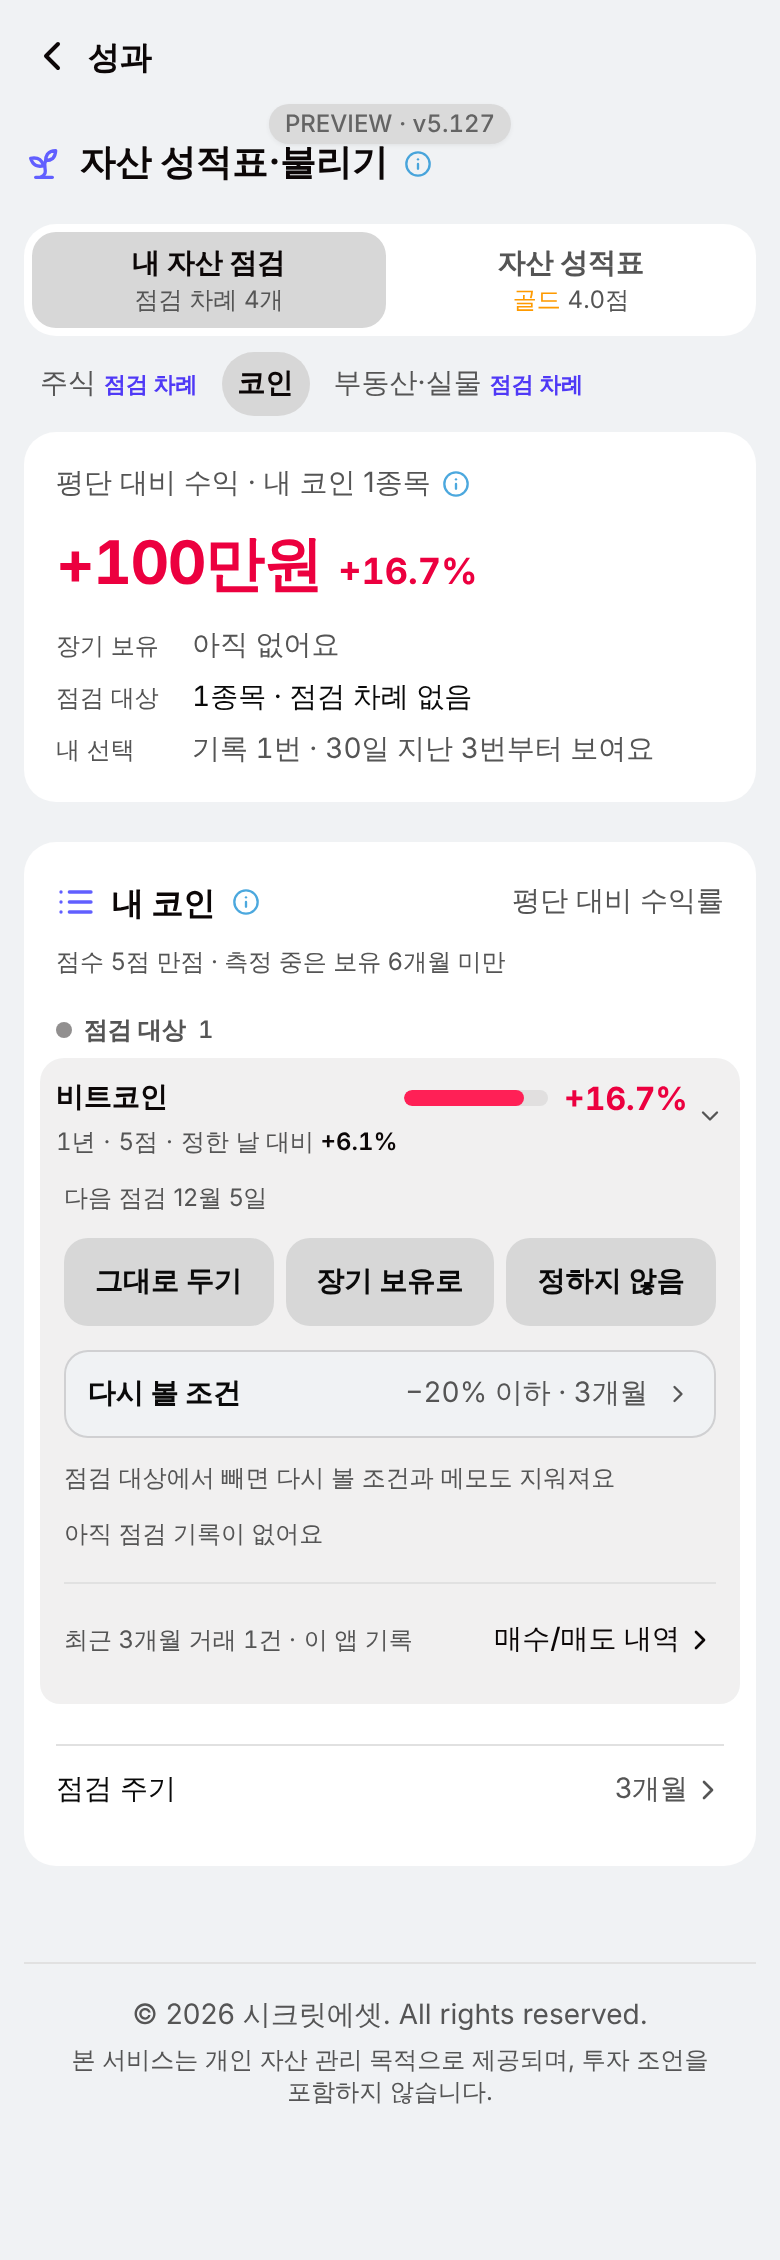 성과
PREVIEW · v5.127
자산 성적표·불리기
내 자산 점검
점검 차례 4개
자산 성적표
골드 4.0점
주식 점검 차례 코인 부동산·실물 점검 차례
평단 대비 수익 · 내 코인 1종목
+100만원 +16.7%
장기 보유 아직 없어요
점검 대상 1종목 · 점검 차례 없음
내 선택 기록 1번 · 30일 지난 3번부터 보여요
내 코인 평단 대비 수익률
점수 5점 만점 · 측정 중은 보유 6개월 미만
점검 대상 1
비트코인 +16.7%
1년 · 5점 · 정한 날 대비 +6.1%
다음 점검 12월 5일
그대로 두기 장기 보유로 정하지 않음
다시 볼 조건 −20% 이하 · 3개월
점검 대상에서 빼면 다시 볼 조건과 메모도 지워져요
아직 점검 기록이 없어요
최근 3개월 거래 1건 · 이 앱 기록 매수/매도 내역
점검 주기 3개월
© 2026 시크릿에셋. All rights reserved.
본 서비스는 개인 자산 관리 목적으로 제공되며, 투자 조언을
포함하지 않습니다.